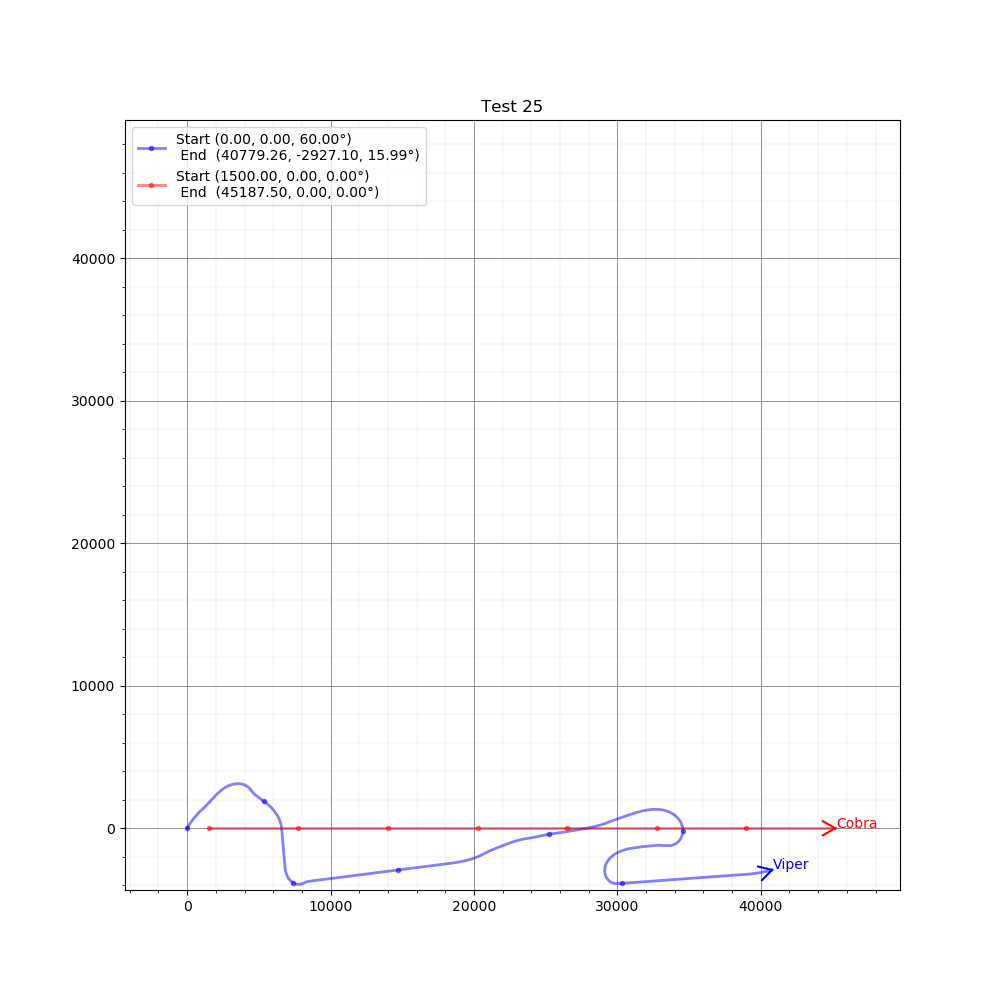 Test 25
Start (0.00, 0.00, 60.00°)
End (40779.26, -2927.10, 15.99°)
Start (1500.00, 0.00, 0.00°)
End (45187.50, 0.00, 0.00°)
40000
30000
20000
10000
0
Cobra
Viper
0 10000 20000 30000 40000